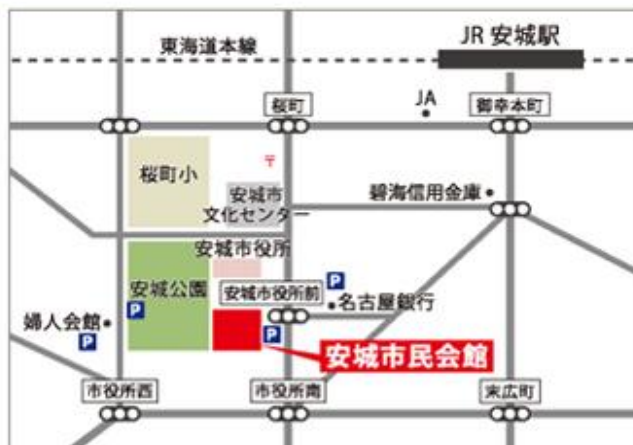 JR 安城駅
東海道本線
桜町
JA
御幸本町
〒
桜町小
安城市
文化センター
碧海信用金庫
安城市役所
安城公園
P
安城市役所前
P
名古屋銀行
婦人会館
P
P
安城市民会館
市役所西
市役所南
末広町